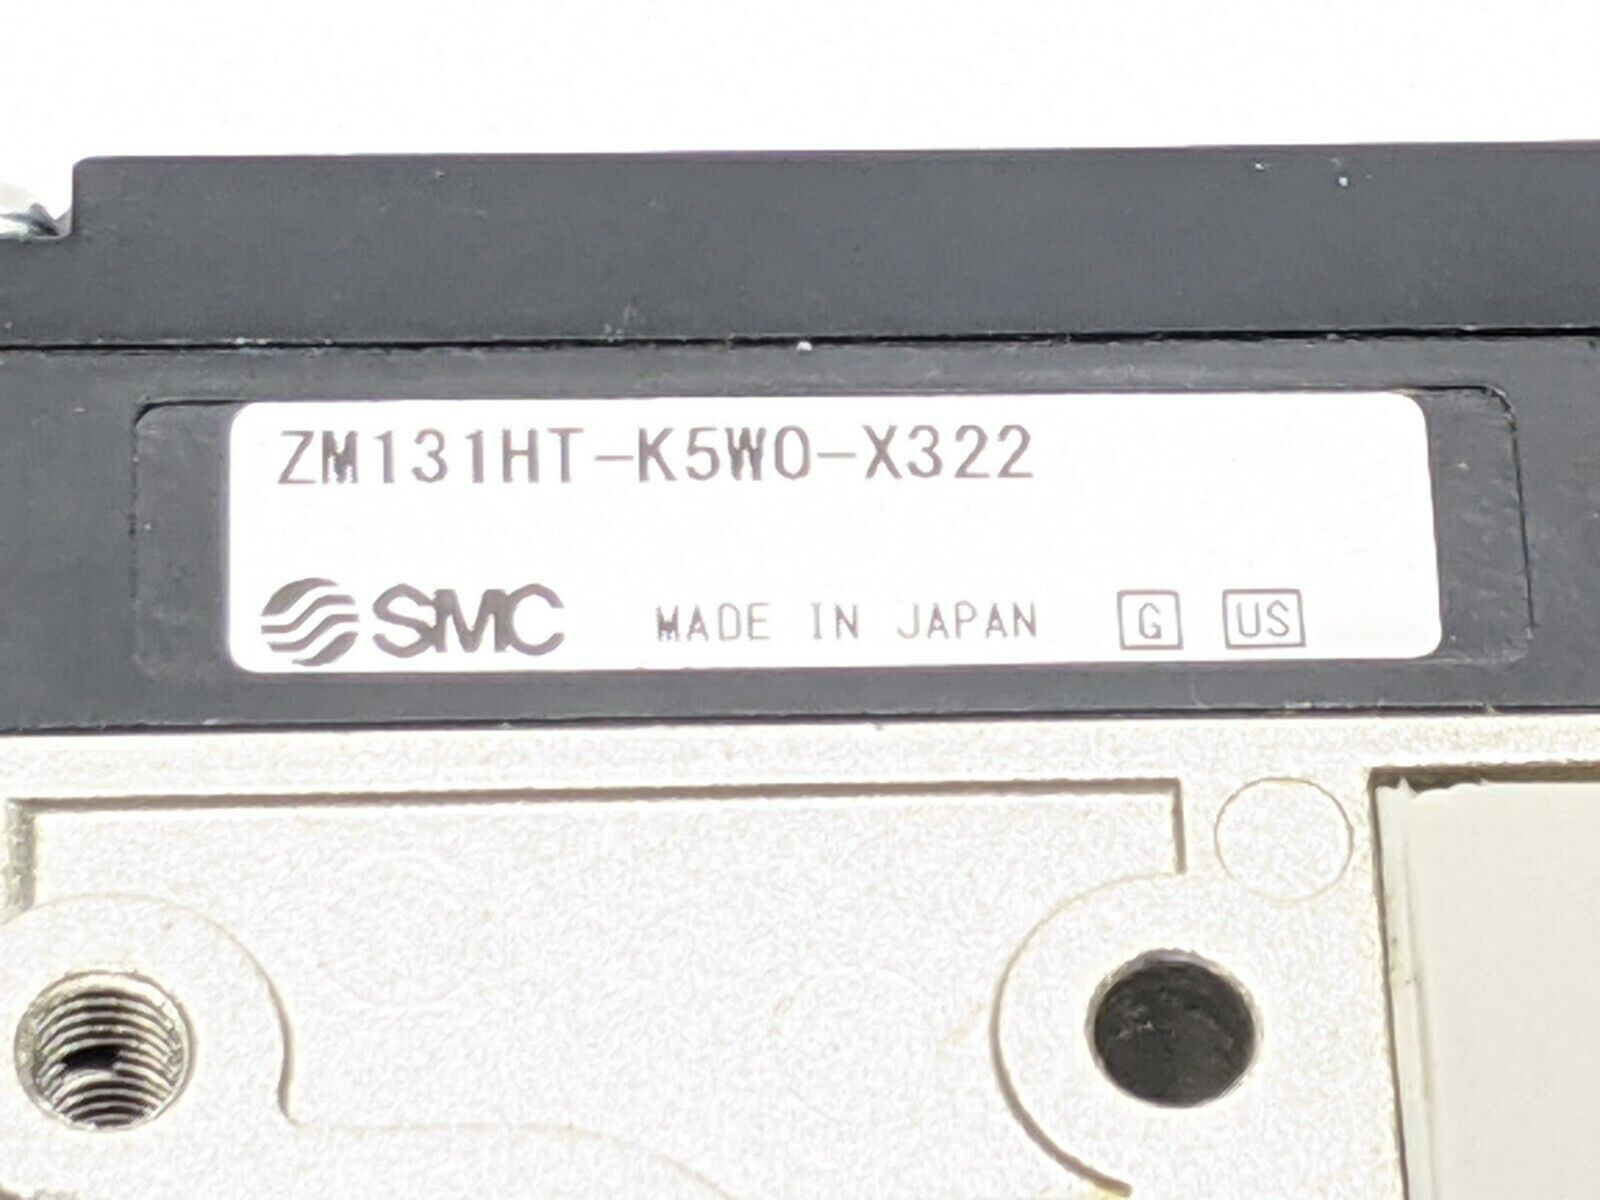 ZM131HT-K5W0-X322
SMC MADE IN JAPAN G US